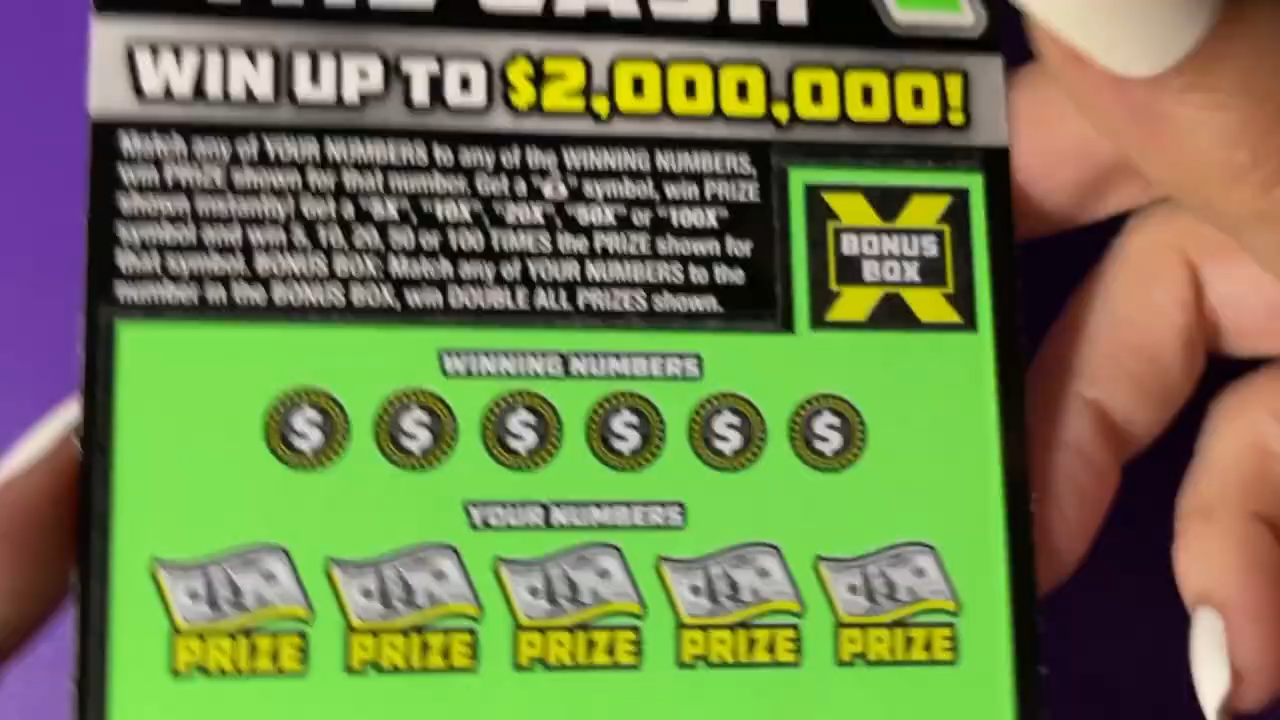 THE CASH
WIN UP TO $2,000,000!
Match any of YOUR NUMBERS to any of the WINNING NUMBERS,
win PRIZE shown for that number. Get a " " symbol, win PRIZE
shown instantly. Get a "5X", "10X", "20X", "50X" or "100X"
symbol and win 5, 10, 20, 50 or 100 TIMES the PRIZE shown for
that symbol. BONUS BOX: Match any of YOUR NUMBERS to the
number in the BONUS BOX, win DOUBLE ALL PRIZES shown.
BONUS
BOX
WINNING NUMBERS
$ $ $ $ $ $
YOUR NUMBERS
PRIZE PRIZE PRIZE PRIZE PRIZE